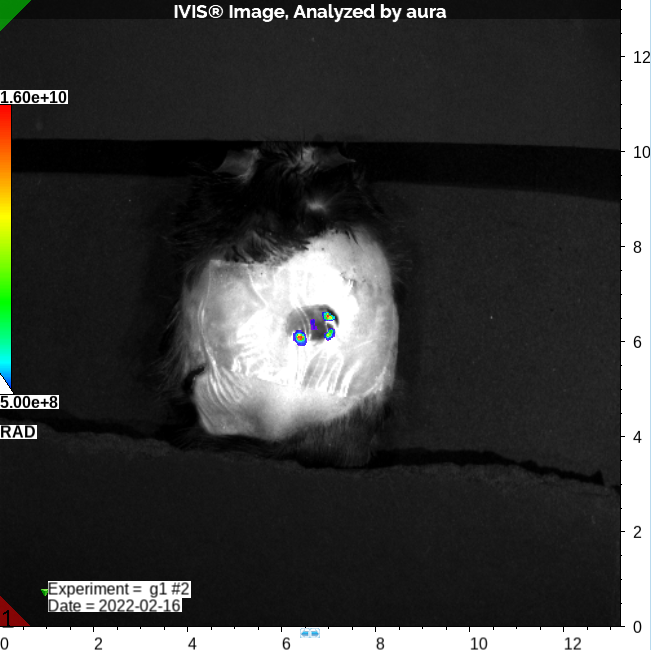 IVIS® Image, Analyzed by aura
1.60e+10
5.00e+8
RAD
12
10
8
6
4
2
0
Experiment = g1 #2
Date = 2022-02-16
1
0 2 4 6 8 10 12